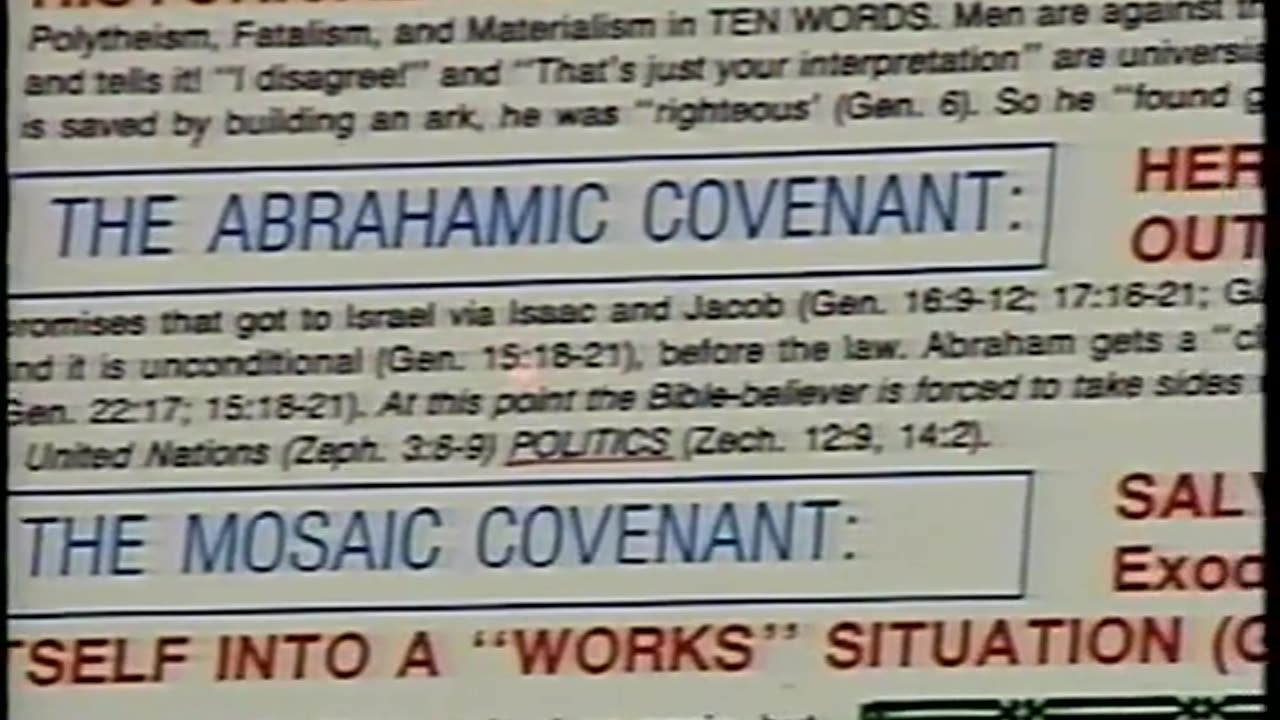 Polytheism, Fatalism, and Materialism in TEN WORDS. Men are against
and tells it! "I disagree!" and "That's just your interpretation" are
is saved by building an ark, he was "righteous' (Gen. 6). So he "found
THE ABRAHAMIC COVENANT:
HER
OUT
romises that got to Israel via Isaac and Jacob (Gen. 16:9-12; 17:16-21;
nd it is unconditional (Gen. 15:18-21), before the law. Abraham gets a
Gen. 22:17; 15:18-21). At this point the Bible-believer is forced to take sides
United Nations (Zeph. 3:8-9) POLITICS (Zech. 12:9, 14:2).
THE MOSAIC COVENANT:
SALV
Exod
TSELF INTO A "WORKS" SITUATION (G